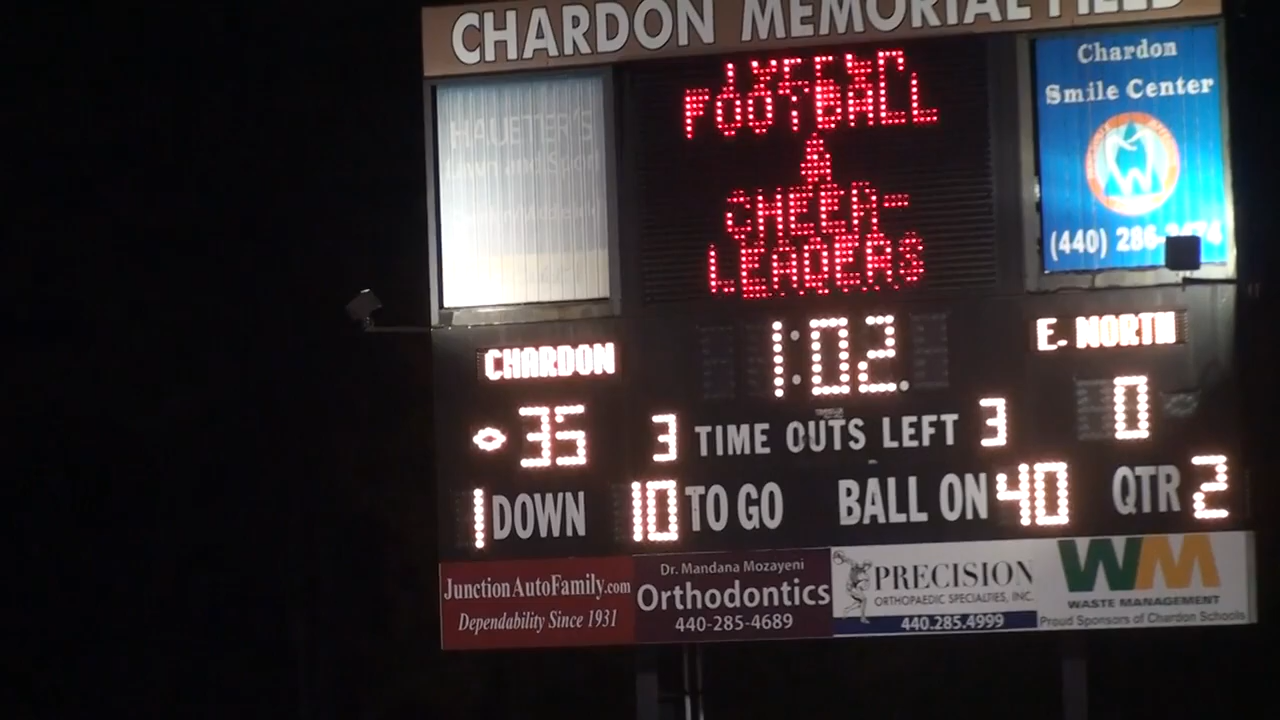 CHARDON MEMORIAL FIELD
FOOTBALL
A
CHEER-
LEADERS
HAUETER'S
Chardon
Smile Center
CHARDON
1:02
E. NORTH
35
3 TIME OUTS LEFT 3
0
1 DOWN 10 TO GO BALL ON 40 QTR 2
JunctionAutoFamily.com
Dependability Since 1931
Dr. Mandana Mozayeni
Orthodontics
440-285-4689
PRECISION
ORTHOPAEDIC SPECIALTIES, INC.
440.285.4999
WM
WASTE MANAGEMENT
Proud Sponsors of Chardon Schools
(440)